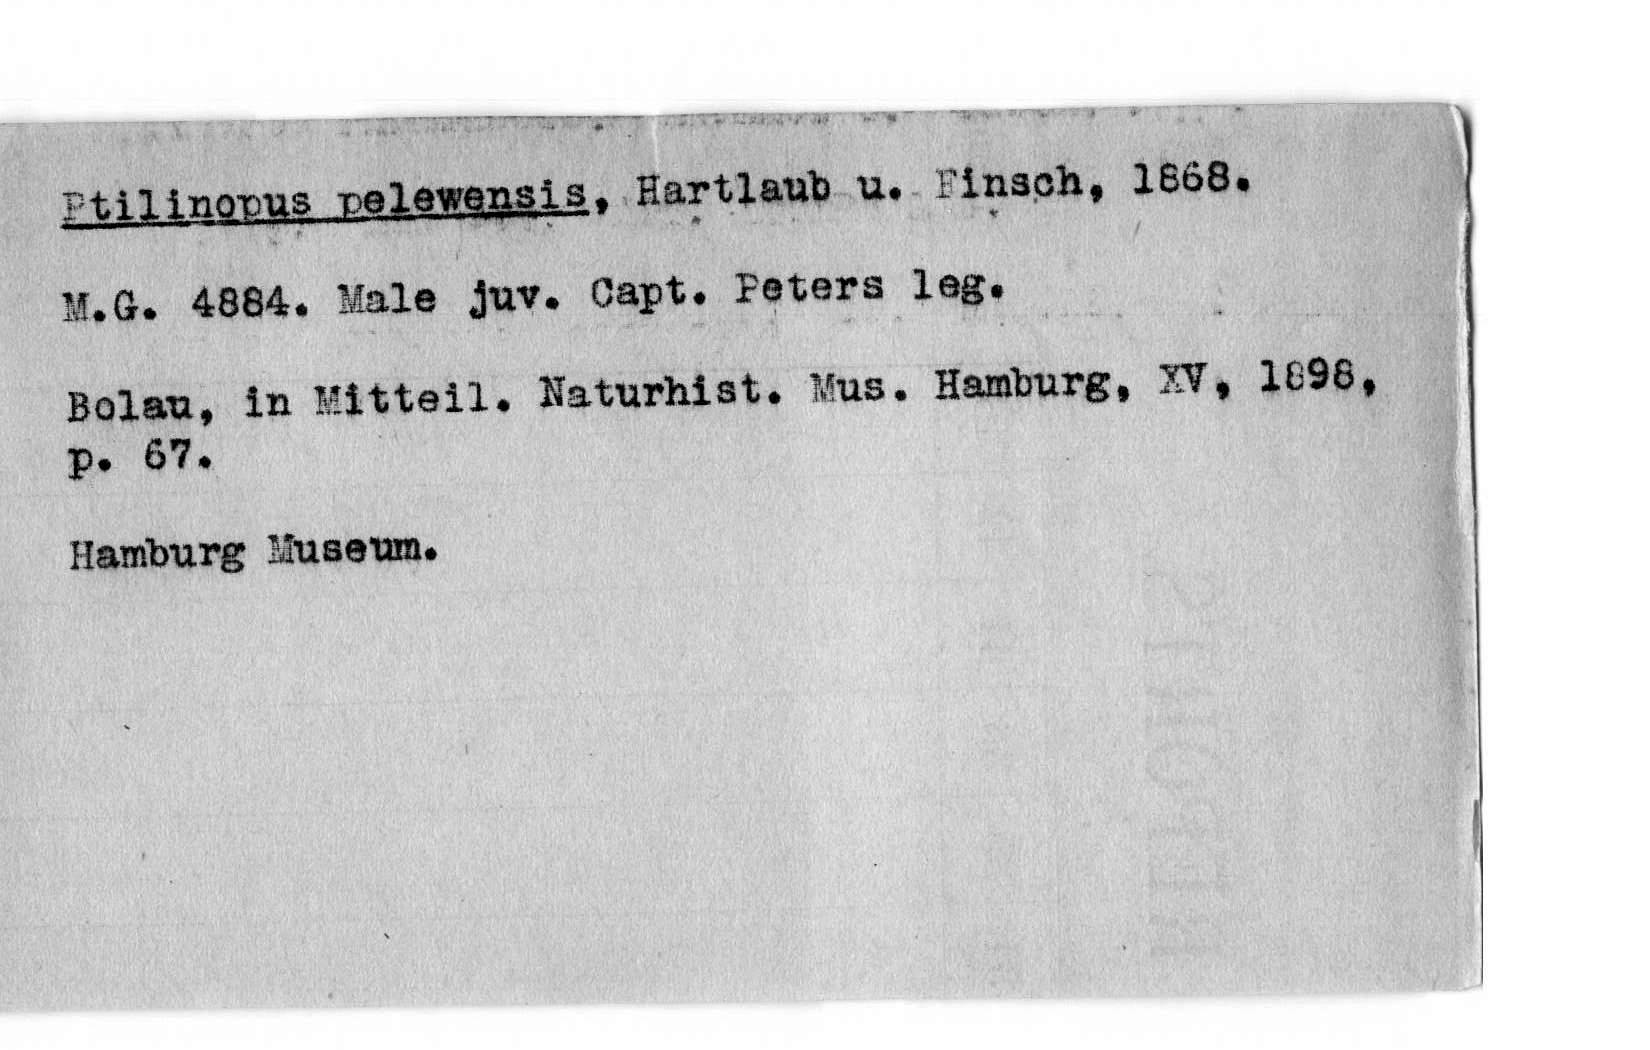 Ptilinopus pelewensis, Hartlaub u. Finsch, 1868.
M.G. 4884. Male juv. Capt. Peters leg.
Bolau, in Mitteil. Naturhist. Mus. Hamburg, XV, 1898,
p. 67.
Hamburg Museum.